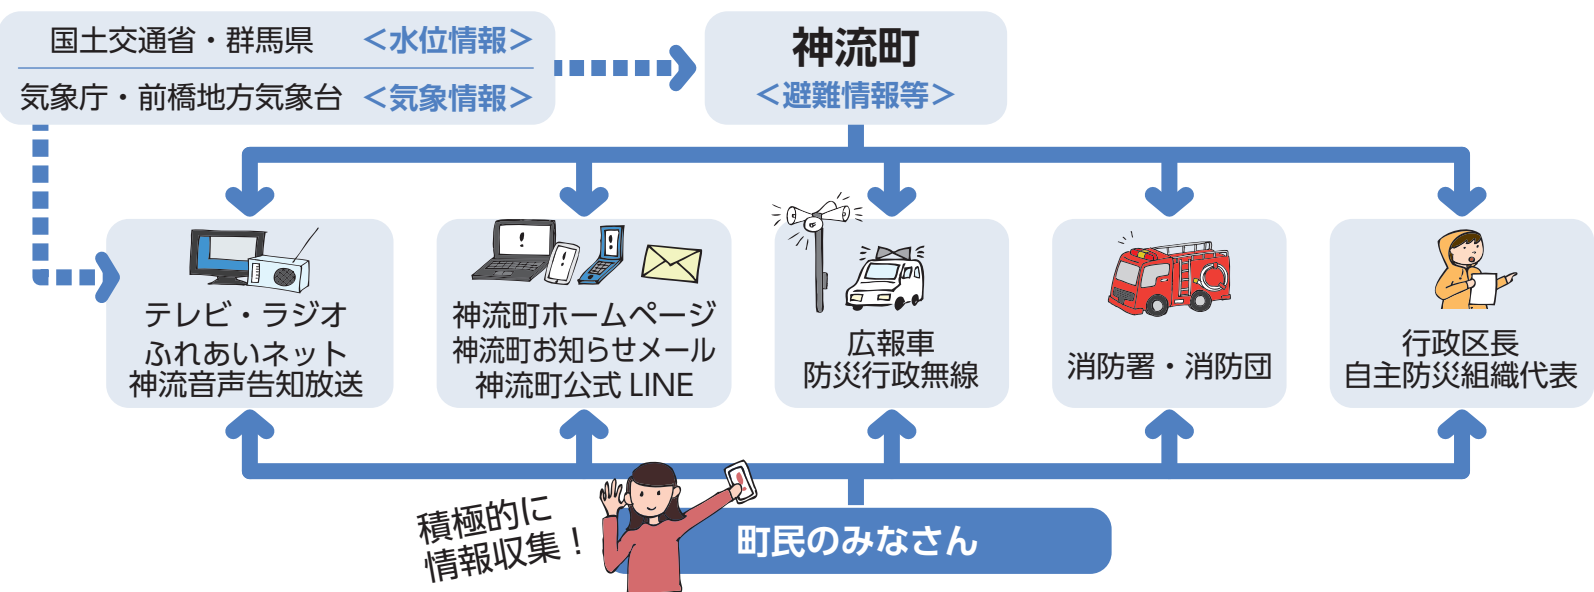 国土交通省・群馬県 ＜水位情報＞
気象庁・前橋地方気象台 ＜気象情報＞
神流町
＜避難情報等＞
テレビ・ラジオ
ふれあいネット
神流音声告知放送
神流町ホームページ
神流町お知らせメール
神流町公式 LINE
広報車
防災行政無線
消防署・消防団
行政区長
自主防災組織代表
積極的に
情報収集！
町民のみなさん